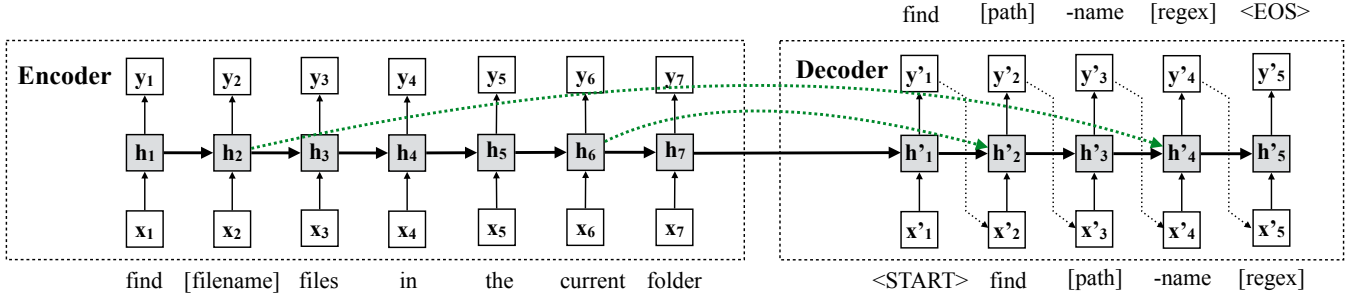 find [path] -name [regex] <EOS>
Encoder Decoder
y₁ y₂ y₃ y₄ y₅ y₆ y₇ y'₁ y'₂ y'₃ y'₄ y'₅
h₁ h₂ h₃ h₄ h₅ h₆ h₇ h'₁ h'₂ h'₃ h'₄ h'₅
x₁ x₂ x₃ x₄ x₅ x₆ x₇ x'₁ x'₂ x'₃ x'₄ x'₅
find [filename] files in the current folder <START> find [path] -name [regex]